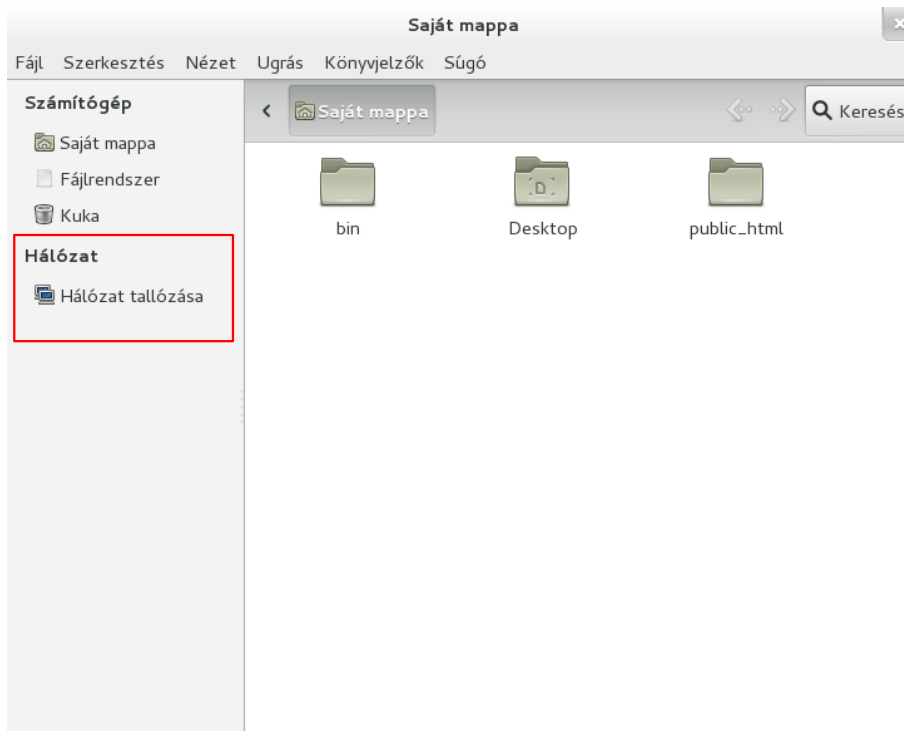 Saját mappa
Fájl Szerkesztés Nézet Ugrás Könyvjelzők Súgó
Számítógép
Saját mappa
Fájlrendszer
Kuka
Hálózat
Hálózat tallózása
Saját mappa
Keresés
bin
Desktop
public_html